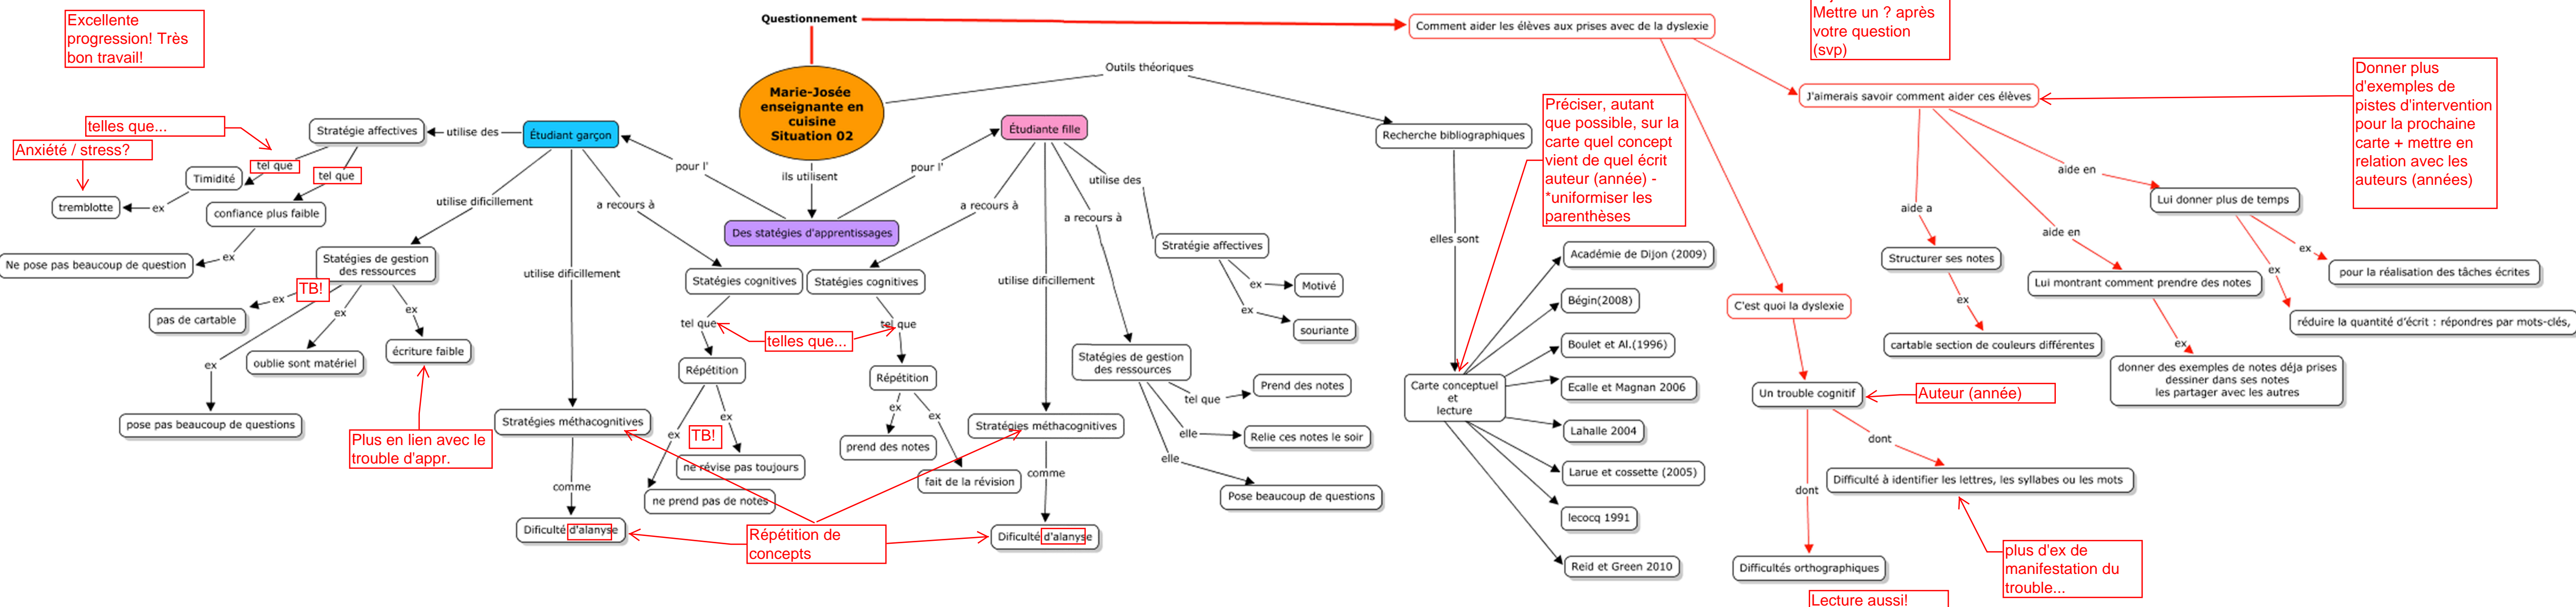 Excellente
progression! Très
bon travail!
Questionnement
Comment aider les élèves aux prises avec de la dyslexie
Mettre un ? après
votre question
(svp)
Marie-Josée
enseignante en
cuisine
Situation 02
Outils théoriques
Recherche bibliographiques
J'aimerais savoir comment aider ces élèves
Donner plus
d'exemples de
pistes d'intervention
pour la prochaine
carte + mettre en
relation avec les
auteurs (années)
Préciser, autant
que possible, sur la
carte quel concept
vient de quel écrit
auteur (année) -
*uniformiser les
parenthèses
telles que...
Anxiété / stress?
Stratégie affectives
utilise des
Étudiant garçon
Étudiante fille
tel que
tel que
Timidité
tremblotte
ex
confiance plus faible
ex
Ne pose pas beaucoup de question
utilise dificillement
a recours à
pour l'
ils utilisent
pour l'
Des statégies d'apprentissages
a recours à
utilise des
a recours à
Stratégie affectives
ex
Motivé
ex
souriante
Statégies de gestion
des ressources
TB!
ex
pas de cartable
ex
oublie sont matériel
ex
écriture faible
ex
pose pas beaucoup de questions
Plus en lien avec le
trouble d'appr.
utilise dificillement
Stratégies méthacognitives
comme
Dificulté d'alanyse
Statégies cognitives
tel que
Répétition
ex
TB!
ex
ne révise pas toujours
ne prend pas de notes
telles que...
Statégies cognitives
tel que
Répétition
ex
ex
prend des notes
fait de la révision
utilise dificillement
Stratégies méthacognitives
comme
Dificulté d'alanyse
Répétition de
concepts
Statégies de gestion
des ressources
tel que
Prend des notes
elle
Relie ces notes le soir
elle
Pose beaucoup de questions
elles sont
Carte conceptuel
et
lecture
Académie de Dijon (2009)
Bégin(2008)
Boulet et Al.(1996)
Ecalle et Magnan 2006
Lahalle 2004
Larue et cossette (2005)
lecocq 1991
Reid et Green 2010
C'est quoi la dyslexie
Un trouble cognitif
Auteur (année)
dont
Difficulté à identifier les lettres, les syllabes ou les mots
dont
Difficultés orthographiques
plus d'ex de
manifestation du
trouble...
Lecture aussi!
aide a
Structurer ses notes
ex
cartable section de couleurs différentes
aide en
Lui montrant comment prendre des notes
ex
donner des exemples de notes déja prises
dessiner dans ses notes
les partager avec les autres
aide en
Lui donner plus de temps
ex
pour la réalisation des tâches écrites
ex
réduire la quantité d'écrit : répondres par mots-clés,